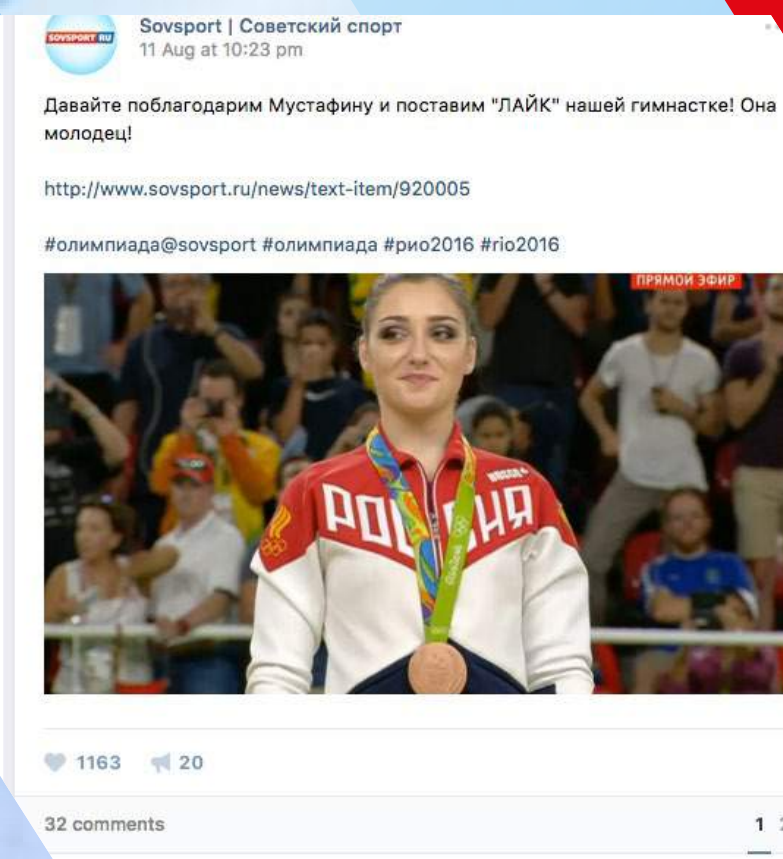 SOVSPORT RU
Sovsport | Советский спорт
11 Aug at 10:23 pm
Давайте поблагодарим Мустафину и поставим "ЛАЙК" нашей гимнастке! Она
молодец!
http://www.sovsport.ru/news/text-item/920005
#олимпиада@sovsport #олимпиада #рио2016 #rio2016
ПРЯМОЙ ЭФИР
1163 20
32 comments
1